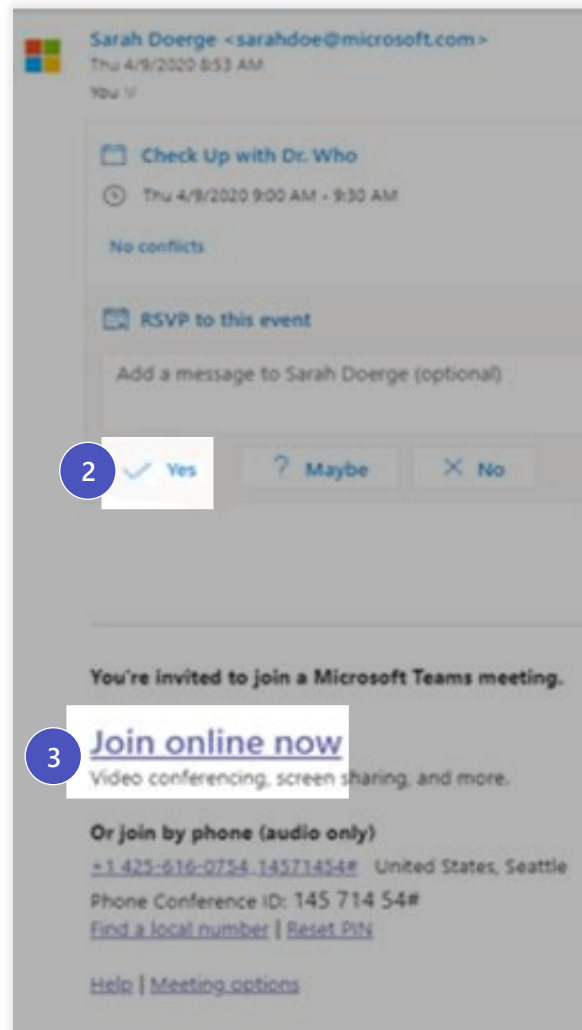 Sarah Doerge <sarahdoe@microsoft.com>
Thu 4/9/2020 8:53 AM
You
Check Up with Dr. Who
Thu 4/9/2020 9:00 AM - 9:30 AM
No conflicts
RSVP to this event
Add a message to Sarah Doerge (optional)
2 Yes ? Maybe No
You're invited to join a Microsoft Teams meeting.
3 Join online now
Video conferencing, screen sharing, and more.
Or join by phone (audio only)
+1 425-616-0754,14571454# United States, Seattle
Phone Conference ID: 145 714 54#
Find a local number | Reset PIN
Help | Meeting options